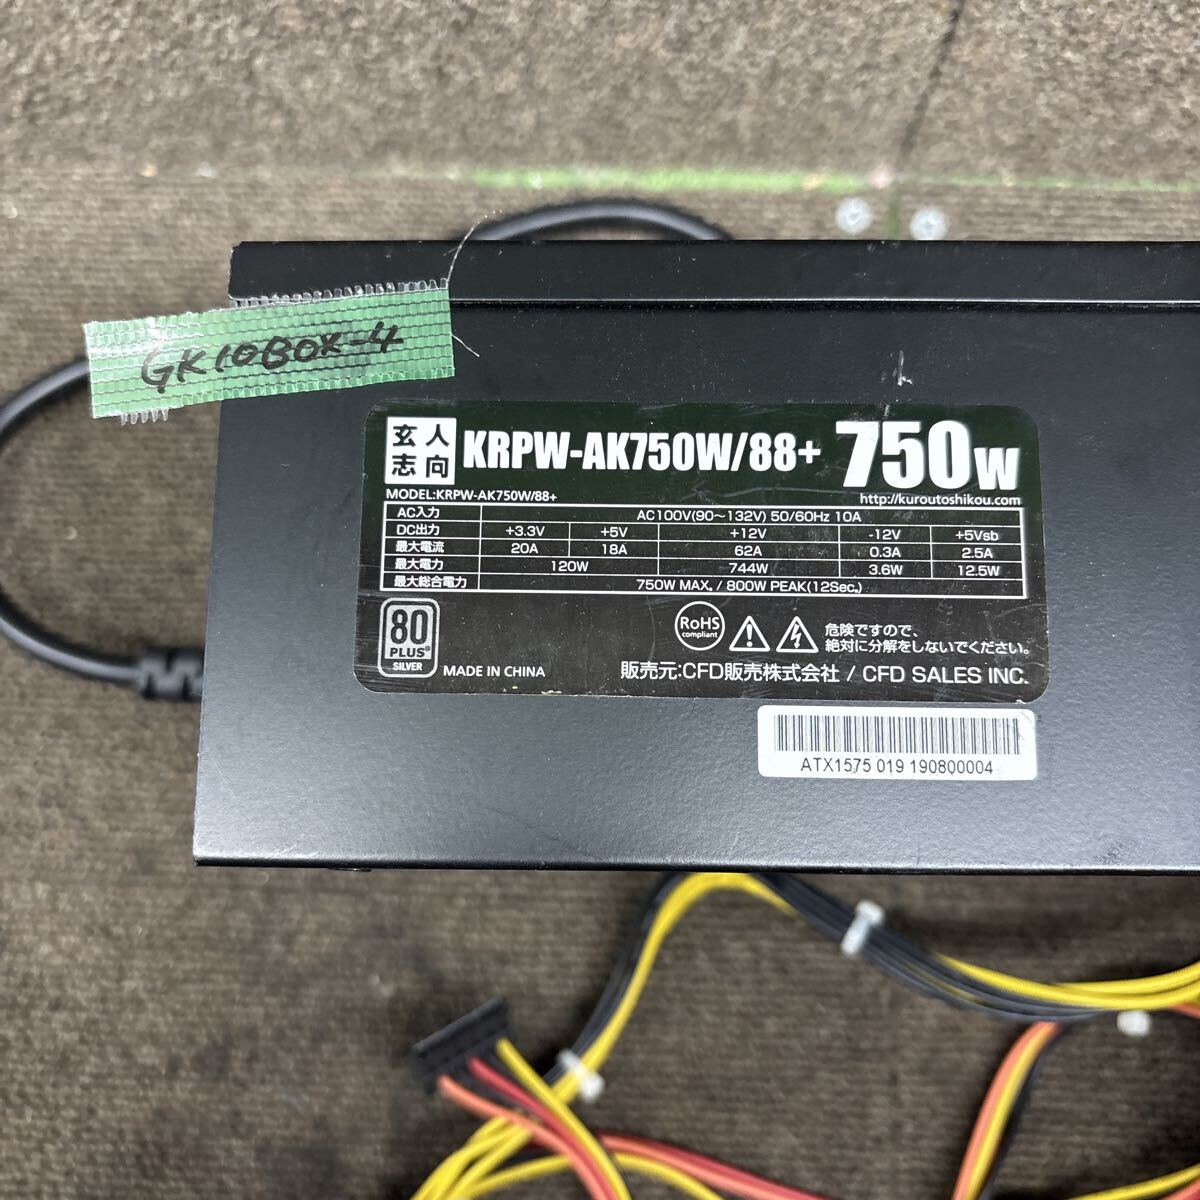 GK10BOX-4
玄人
志向
KRPW-AK750W/88+ 750W
MODEL:KRPW-AK750W/88+ http://kuroutoshikou.com
AC入力 AC100V(90～132V) 50/60Hz 10A
DC出力 +3.3V +5V +12V -12V +5Vsb
最大電流 20A 18A 62A 0.3A 2.5A
最大電力 120W 744W 3.6W 12.5W
最大総合電力 750W MAX. / 800W PEAK(12Sec.)
80
PLUS®
SILVER
MADE IN CHINA
RoHS
compliant
危険ですので、
絶対に分解をしないでください。
販売元:CFD販売株式会社 / CFD SALES INC.
ATX1575 019 190800004